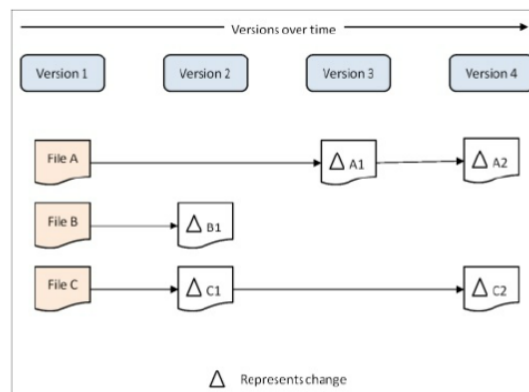 Versions over time
Version 1 Version 2 Version 3 Version 4
File A Δ A1 Δ A2
File B Δ B1
File C Δ C1 Δ C2
Δ Represents change